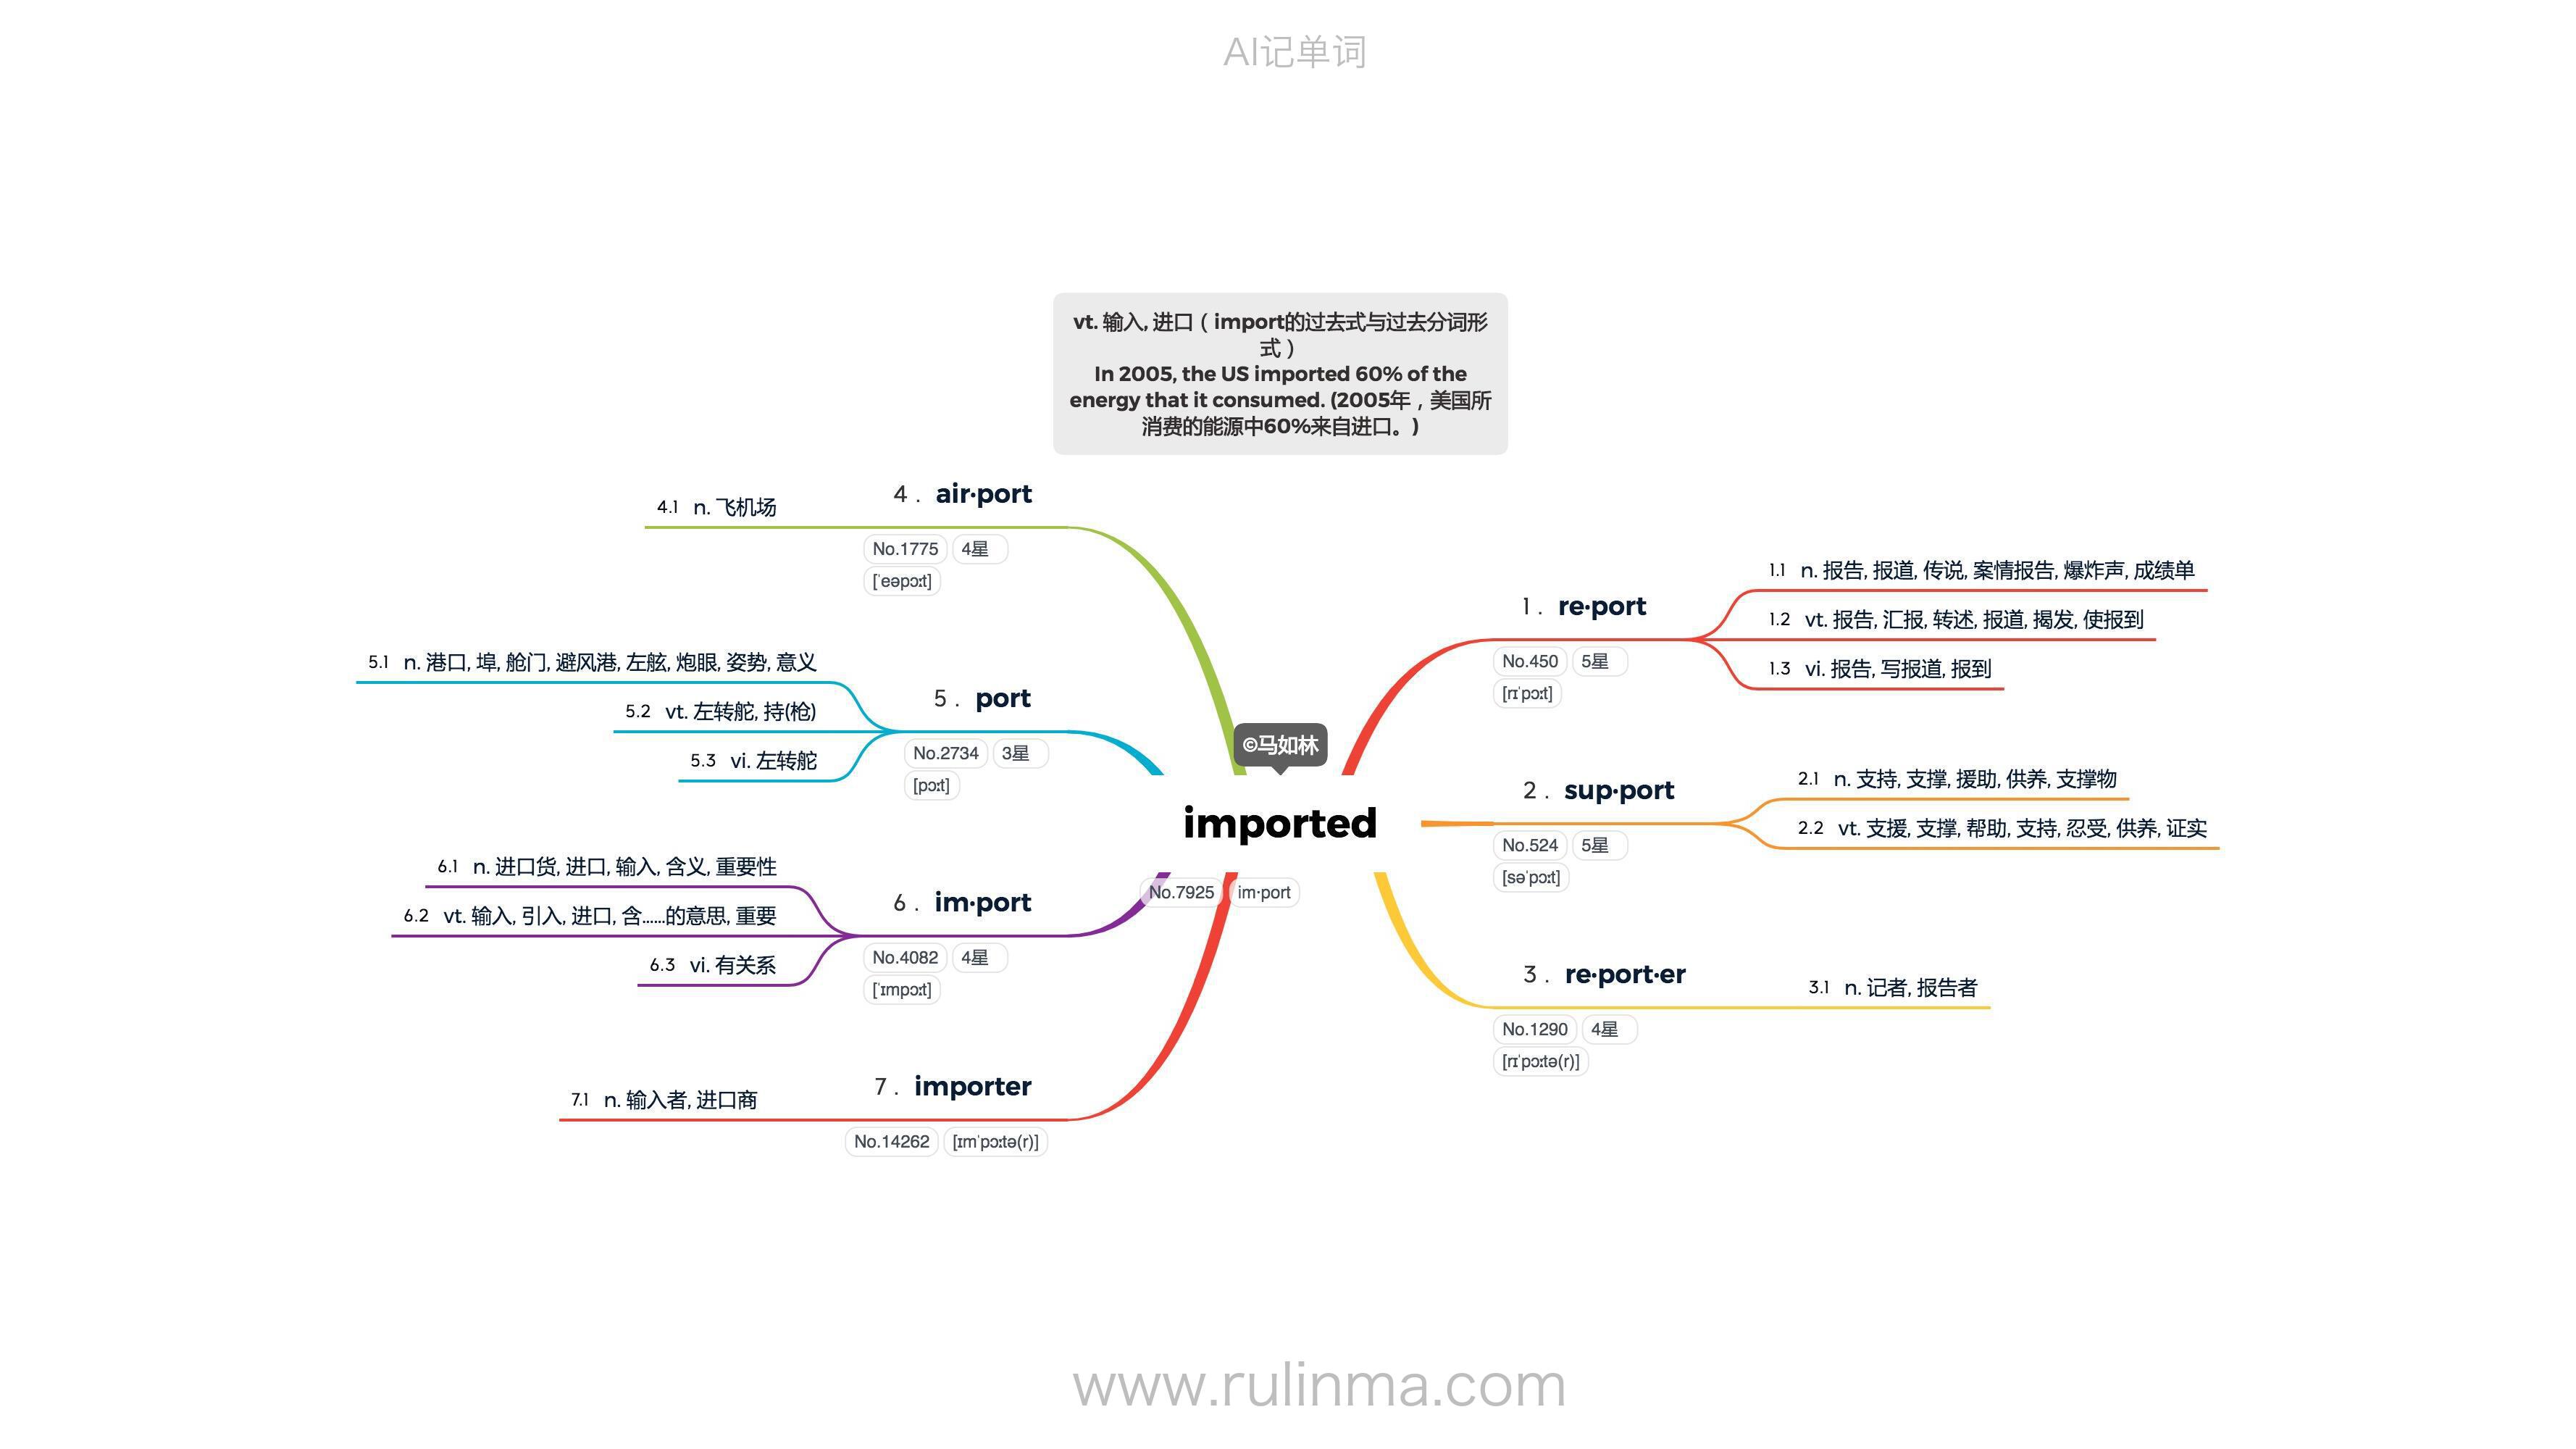 AI记单词
vt. 输入, 进口（import的过去式与过去分词形
式）
In 2005, the US imported 60% of the
energy that it consumed. (2005年，美国所
消费的能源中60%来自进口。)
©马如林
imported
No.7925 im·port
1 . re·port
No.450 5星
[rɪˈpɔːt]
1.1 n. 报告, 报道, 传说, 案情报告, 爆炸声, 成绩单
1.2 vt. 报告, 汇报, 转述, 报道, 揭发, 使报到
1.3 vi. 报告, 写报道, 报到
2 . sup·port
No.524 5星
[səˈpɔːt]
2.1 n. 支持, 支撑, 援助, 供养, 支撑物
2.2 vt. 支援, 支撑, 帮助, 支持, 忍受, 供养, 证实
3 . re·port·er
No.1290 4星
[rɪˈpɔːtə(r)]
3.1 n. 记者, 报告者
4 . air·port
No.1775 4星
[ˈeəpɔːt]
4.1 n. 飞机场
5 . port
No.2734 3星
[pɔːt]
5.1 n. 港口, 埠, 舱门, 避风港, 左舷, 炮眼, 姿势, 意义
5.2 vt. 左转舵, 持(枪)
5.3 vi. 左转舵
6 . im·port
No.4082 4星
[ˈɪmpɔːt]
6.1 n. 进口货, 进口, 输入, 含义, 重要性
6.2 vt. 输入, 引入, 进口, 含……的意思, 重要
6.3 vi. 有关系
7 . importer
No.14262 [ɪmˈpɔːtə(r)]
7.1 n. 输入者, 进口商
www.rulinma.com